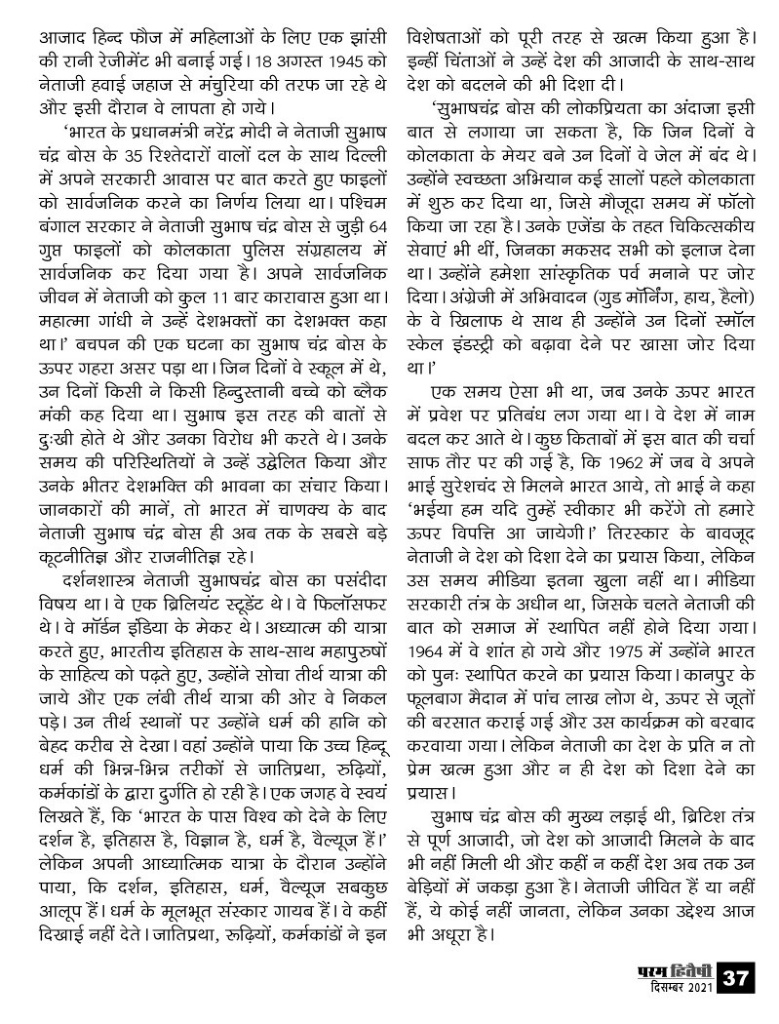 आजाद हिन्द फौज में महिलाओं के लिए एक झांसी
की रानी रेजीमेंट भी बनाई गई। 18 अगस्त 1945 को
नेताजी हवाई जहाज से मंचुरिया की तरफ जा रहे थे
और इसी दौरान वे लापता हो गये।
'भारत के प्रधानमंत्री नरेंद्र मोदी ने नेताजी सुभाष
चंद्र बोस के 35 रिश्तेदारों वालों दल के साथ दिल्ली
में अपने सरकारी आवास पर बात करते हुए फाइलों
को सार्वजनिक करने का निर्णय लिया था। पश्चिम
बंगाल सरकार ने नेताजी सुभाष चंद्र बोस से जुड़ी 64
गुप्त फाइलों को कोलकाता पुलिस संग्रहालय में
सार्वजनिक कर दिया गया है। अपने सार्वजनिक
जीवन में नेताजी को कुल 11 बार कारावास हुआ था।
महात्मा गांधी ने उन्हें देशभक्तों का देशभक्त कहा
था।' बचपन की एक घटना का सुभाष चंद्र बोस के
ऊपर गहरा असर पड़ा था। जिन दिनों वे स्कूल में थे,
उन दिनों किसी ने किसी हिन्दुस्तानी बच्चे को ब्लैक
मंकी कह दिया था। सुभाष इस तरह की बातों से
दुःखी होते थे और उनका विरोध भी करते थे। उनके
समय की परिस्थितियों ने उन्हें उद्वेलित किया और
उनके भीतर देशभक्ति की भावना का संचार किया।
जानकारों की मानें, तो भारत में चाणक्य के बाद
नेताजी सुभाष चंद्र बोस ही अब तक के सबसे बड़े
कूटनीतिज्ञ और राजनीतिज्ञ रहे।
दर्शनशास्त्र नेताजी सुभाषचंद्र बोस का पसंदीदा
विषय था। वे एक ब्रिलियंट स्टूडेंट थे। वे फिलॉसफर
थे। वे मॉर्डन इंडिया के मेकर थे। अध्यात्म की यात्रा
करते हुए, भारतीय इतिहास के साथ-साथ महापुरुषों
के साहित्य को पढ़ते हुए, उन्होंने सोचा तीर्थ यात्रा की
जाये और एक लंबी तीर्थ यात्रा की ओर वे निकल
पड़े। उन तीर्थ स्थानों पर उन्होंने धर्म की हानि को
बेहद करीब से देखा। वहां उन्होंने पाया कि उच्च हिन्दू
धर्म की भिन्न-भिन्न तरीकों से जातिप्रथा, रुढ़ियों,
कर्मकांडों के द्वारा दुर्गति हो रही है। एक जगह वे स्वयं
लिखते हैं, कि 'भारत के पास विश्व को देने के लिए
दर्शन है, इतिहास है, विज्ञान है, धर्म है, वैल्यूज हैं।'
लेकिन अपनी आध्यात्मिक यात्रा के दौरान उन्होंने
पाया, कि दर्शन, इतिहास, धर्म, वैल्यूज सबकुछ
आलूप हैं। धर्म के मूलभूत संस्कार गायब हैं। वे कहीं
दिखाई नहीं देते। जातिप्रथा, रूढ़ियों, कर्मकांडों ने इन
विशेषताओं को पूरी तरह से खत्म किया हुआ है।
इन्हीं चिंताओं ने उन्हें देश की आजादी के साथ-साथ
देश को बदलने की भी दिशा दी।
'सुभाषचंद्र बोस की लोकप्रियता का अंदाजा इसी
बात से लगाया जा सकता है, कि जिन दिनों वे
कोलकाता के मेयर बने उन दिनों वे जेल में बंद थे।
उन्होंने स्वच्छता अभियान कई सालों पहले कोलकाता
में शुरु कर दिया था, जिसे मौजूदा समय में फॉलो
किया जा रहा है। उनके एजेंडा के तहत चिकित्सकीय
सेवाएं भी थीं, जिनका मकसद सभी को इलाज देना
था। उन्होंने हमेशा सांस्कृतिक पर्व मनाने पर जोर
दिया। अंग्रेजी में अभिवादन (गुड मॉर्निंग, हाय, हैलो)
के वे खिलाफ थे साथ ही उन्होंने उन दिनों स्मॉल
स्केल इंडस्ट्री को बढ़ावा देने पर खासा जोर दिया
था।'
एक समय ऐसा भी था, जब उनके ऊपर भारत
में प्रवेश पर प्रतिबंध लग गया था। वे देश में नाम
बदल कर आते थे। कुछ किताबों में इस बात की चर्चा
साफ तौर पर की गई है, कि 1962 में जब वे अपने
भाई सुरेशचंद से मिलने भारत आये, तो भाई ने कहा
'भईया हम यदि तुम्हें स्वीकार भी करेंगे तो हमारे
ऊपर विपत्ति आ जायेगी।' तिरस्कार के बावजूद
नेताजी ने देश को दिशा देने का प्रयास किया, लेकिन
उस समय मीडिया इतना खुला नहीं था। मीडिया
सरकारी तंत्र के अधीन था, जिसके चलते नेताजी की
बात को समाज में स्थापित नहीं होने दिया गया।
1964 में वे शांत हो गये और 1975 में उन्होंने भारत
को पुनः स्थापित करने का प्रयास किया। कानपुर के
फूलबाग मैदान में पांच लाख लोग थे, ऊपर से जूतों
की बरसात कराई गई और उस कार्यक्रम को बरबाद
करवाया गया। लेकिन नेताजी का देश के प्रति न तो
प्रेम खत्म हुआ और न ही देश को दिशा देने का
प्रयास।
सुभाष चंद्र बोस की मुख्य लड़ाई थी, ब्रिटिश तंत्र
से पूर्ण आजादी, जो देश को आजादी मिलने के बाद
भी नहीं मिली थी और कहीं न कहीं देश अब तक उन
बेड़ियों में जकड़ा हुआ है। नेताजी जीवित हैं या नहीं
हैं, ये कोई नहीं जानता, लेकिन उनका उद्देश्य आज
भी अधूरा है।
परम हितैषी
दिसम्बर 2021
37